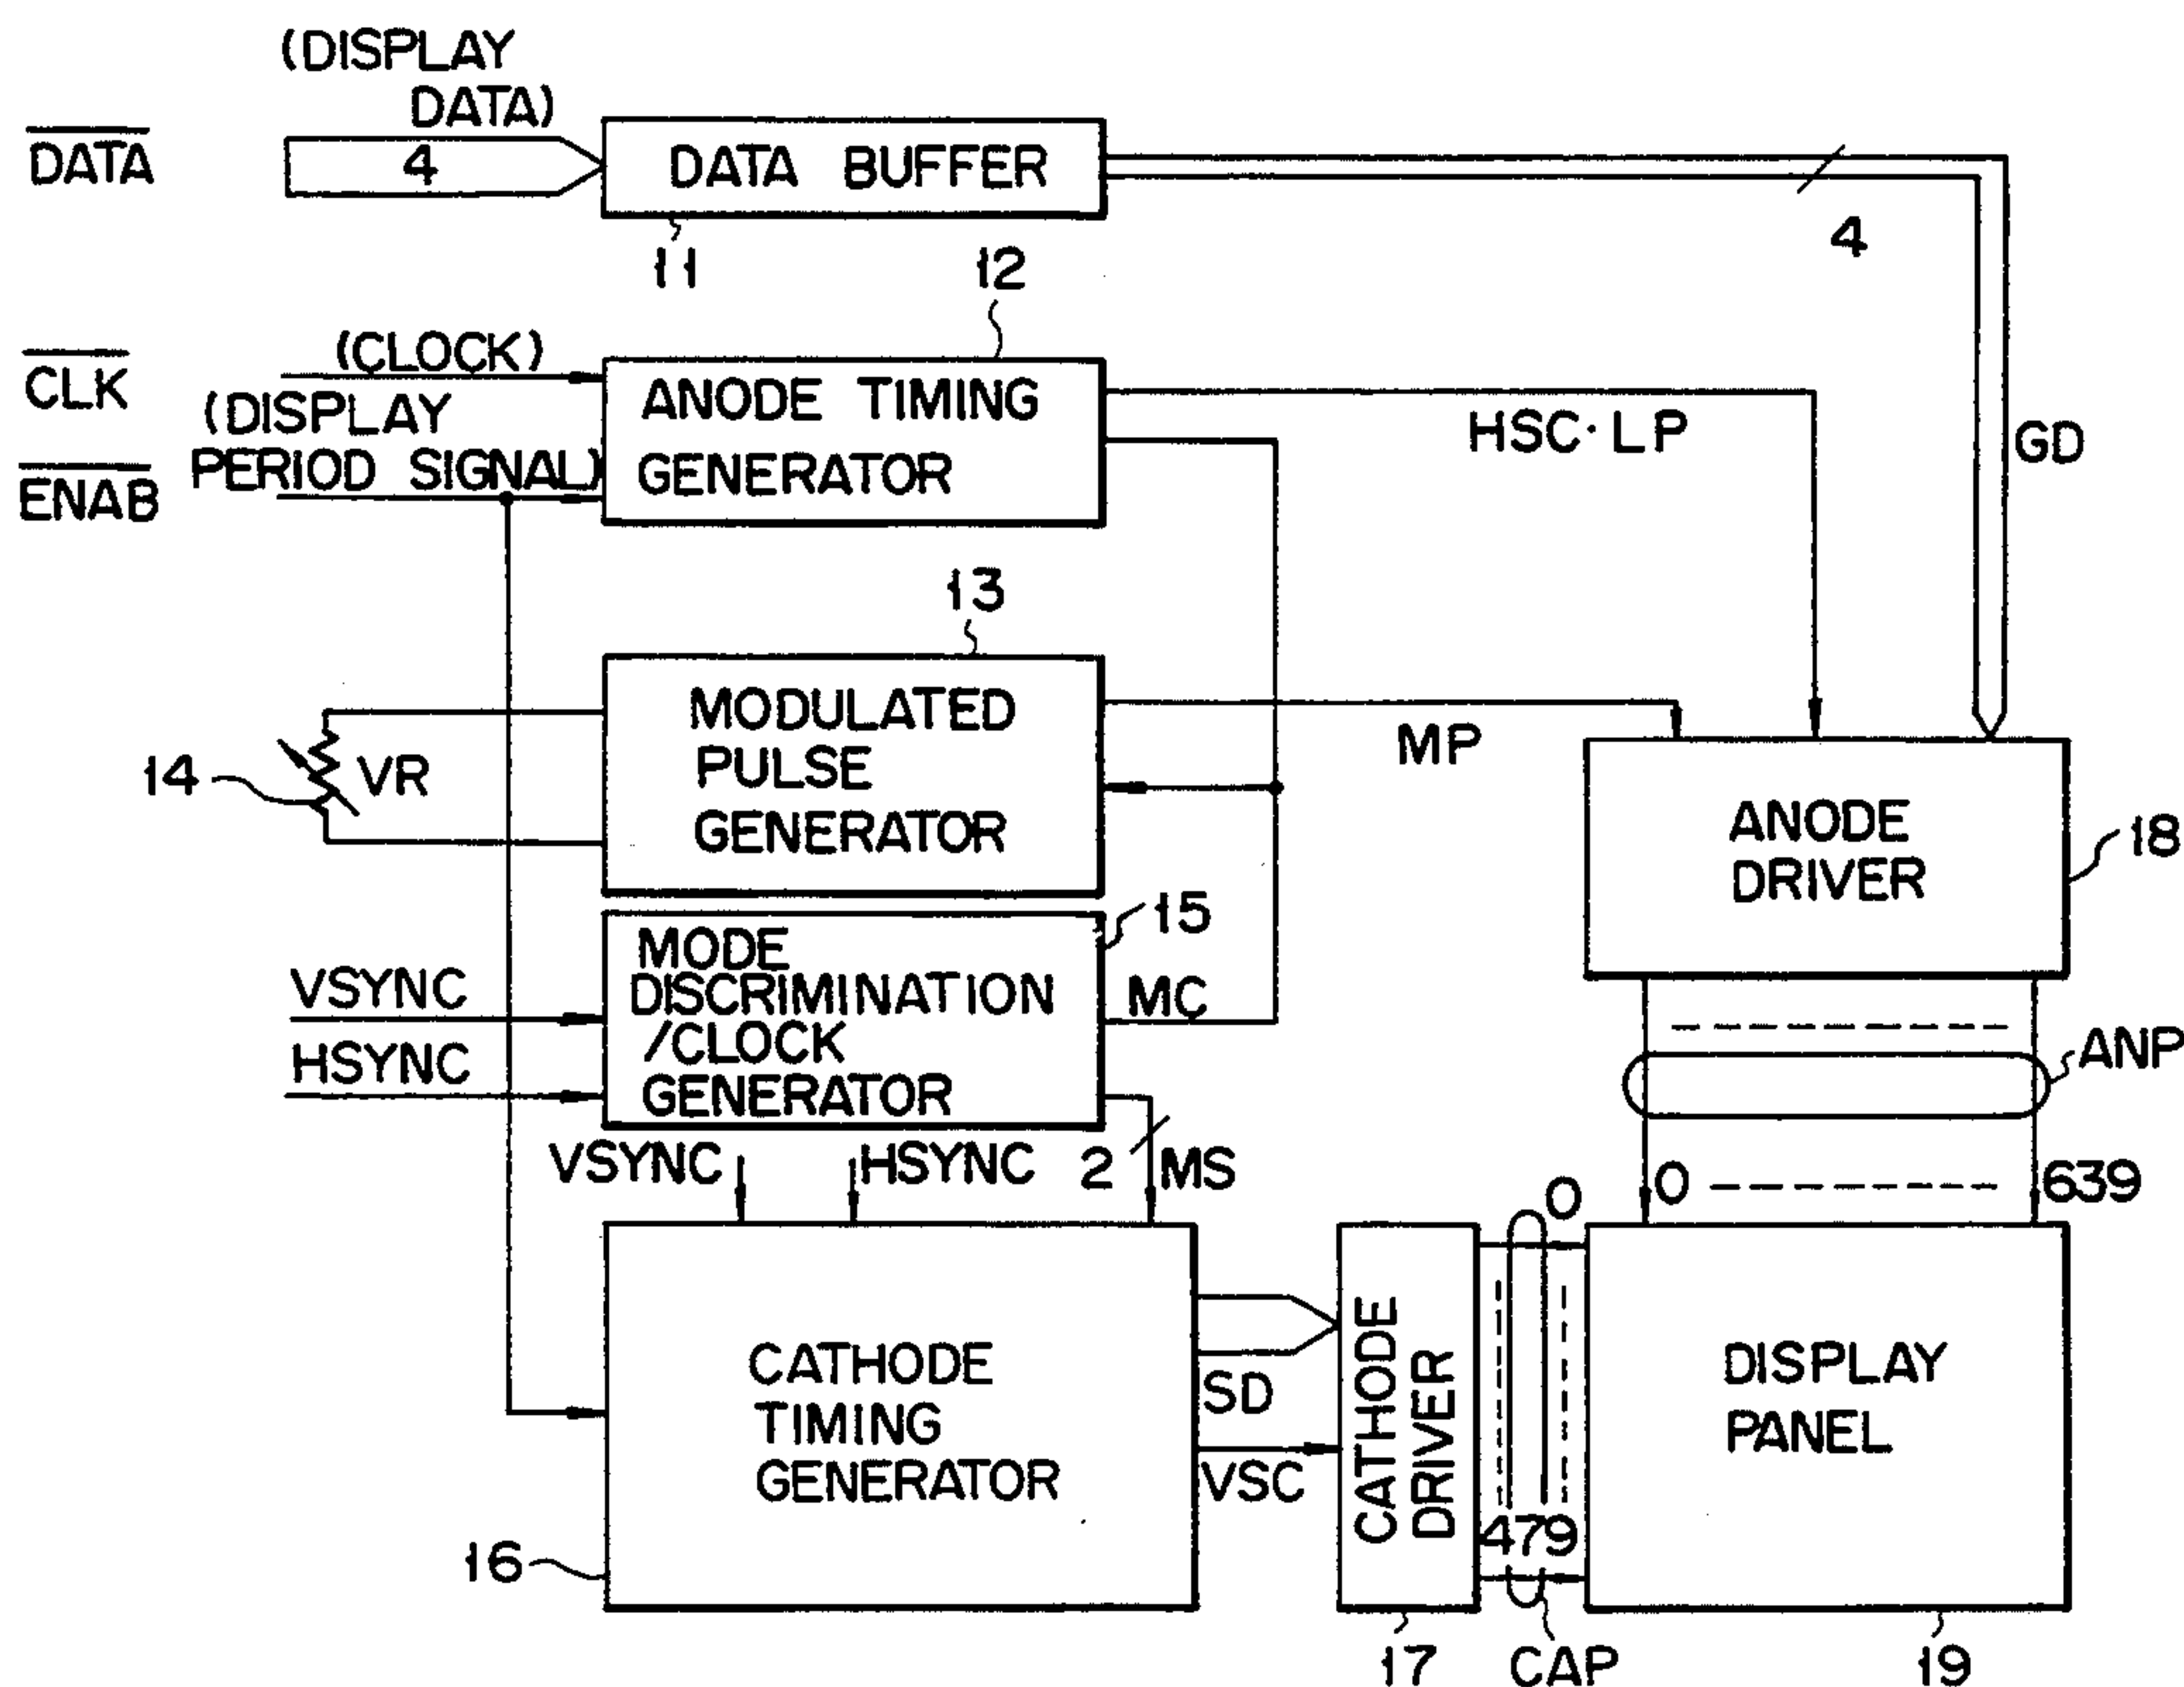 (DISPLAY
DATA)
DATA
4
DATA BUFFER
4
11
12
CLK
(CLOCK)
(DISPLAY
PERIOD SIGNAL)
ENAB
ANODE TIMING
GENERATOR
HSC·LP
GD
13
MODULATED
PULSE
GENERATOR
MP
14
VR
ANODE
DRIVER
18
15
MODE
DISCRIMINATION
/CLOCK
GENERATOR
MC
VSYNC
HSYNC
ANP
VSYNC
HSYNC
2
MS
0
0
639
CATHODE
TIMING
GENERATOR
SD
VSC
CATHODE
DRIVER
479
DISPLAY
PANEL
16
17
CAP
19